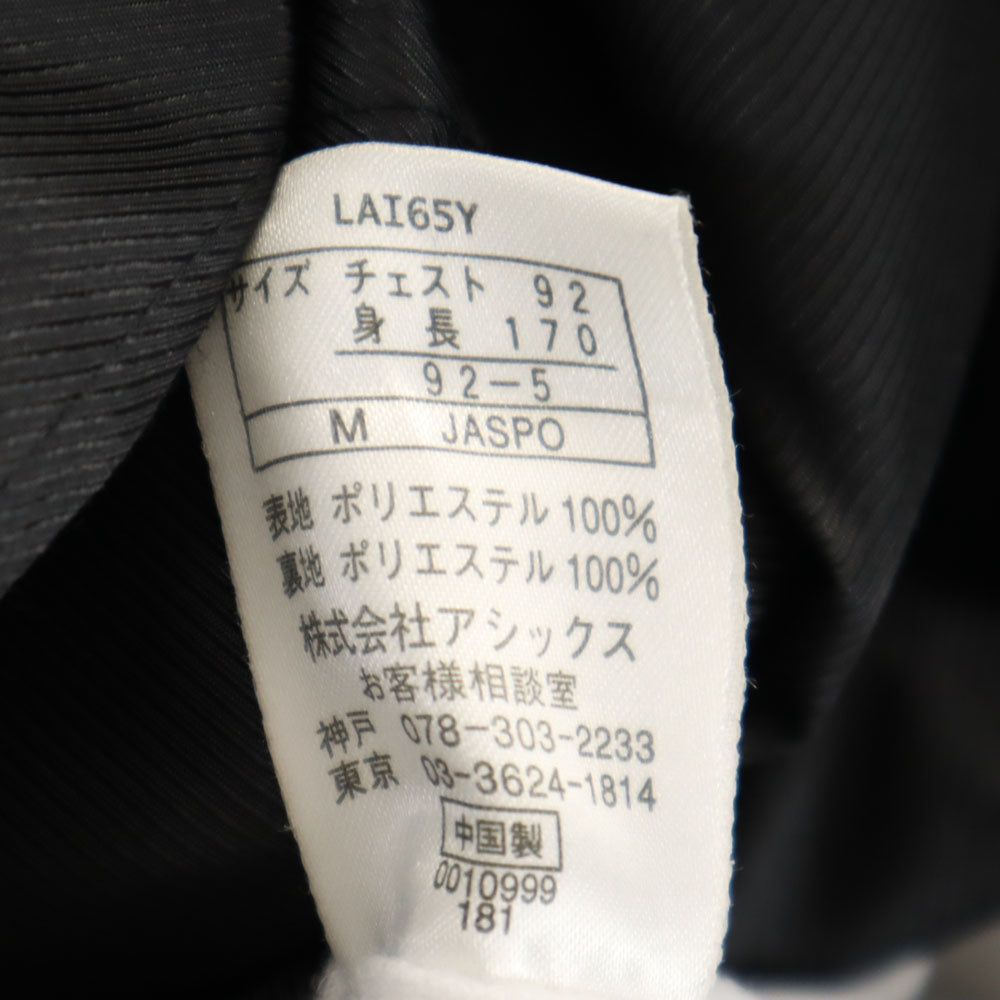 LAI65Y
サイズ チェスト 92
身長 170
92-5
M JASPO
表地 ポリエステル 100%
裏地 ポリエステル 100%
株式会社アシックス
お客様相談室
神戸 078-303-2233
東京 03-3624-1814
中国製
0010999
181